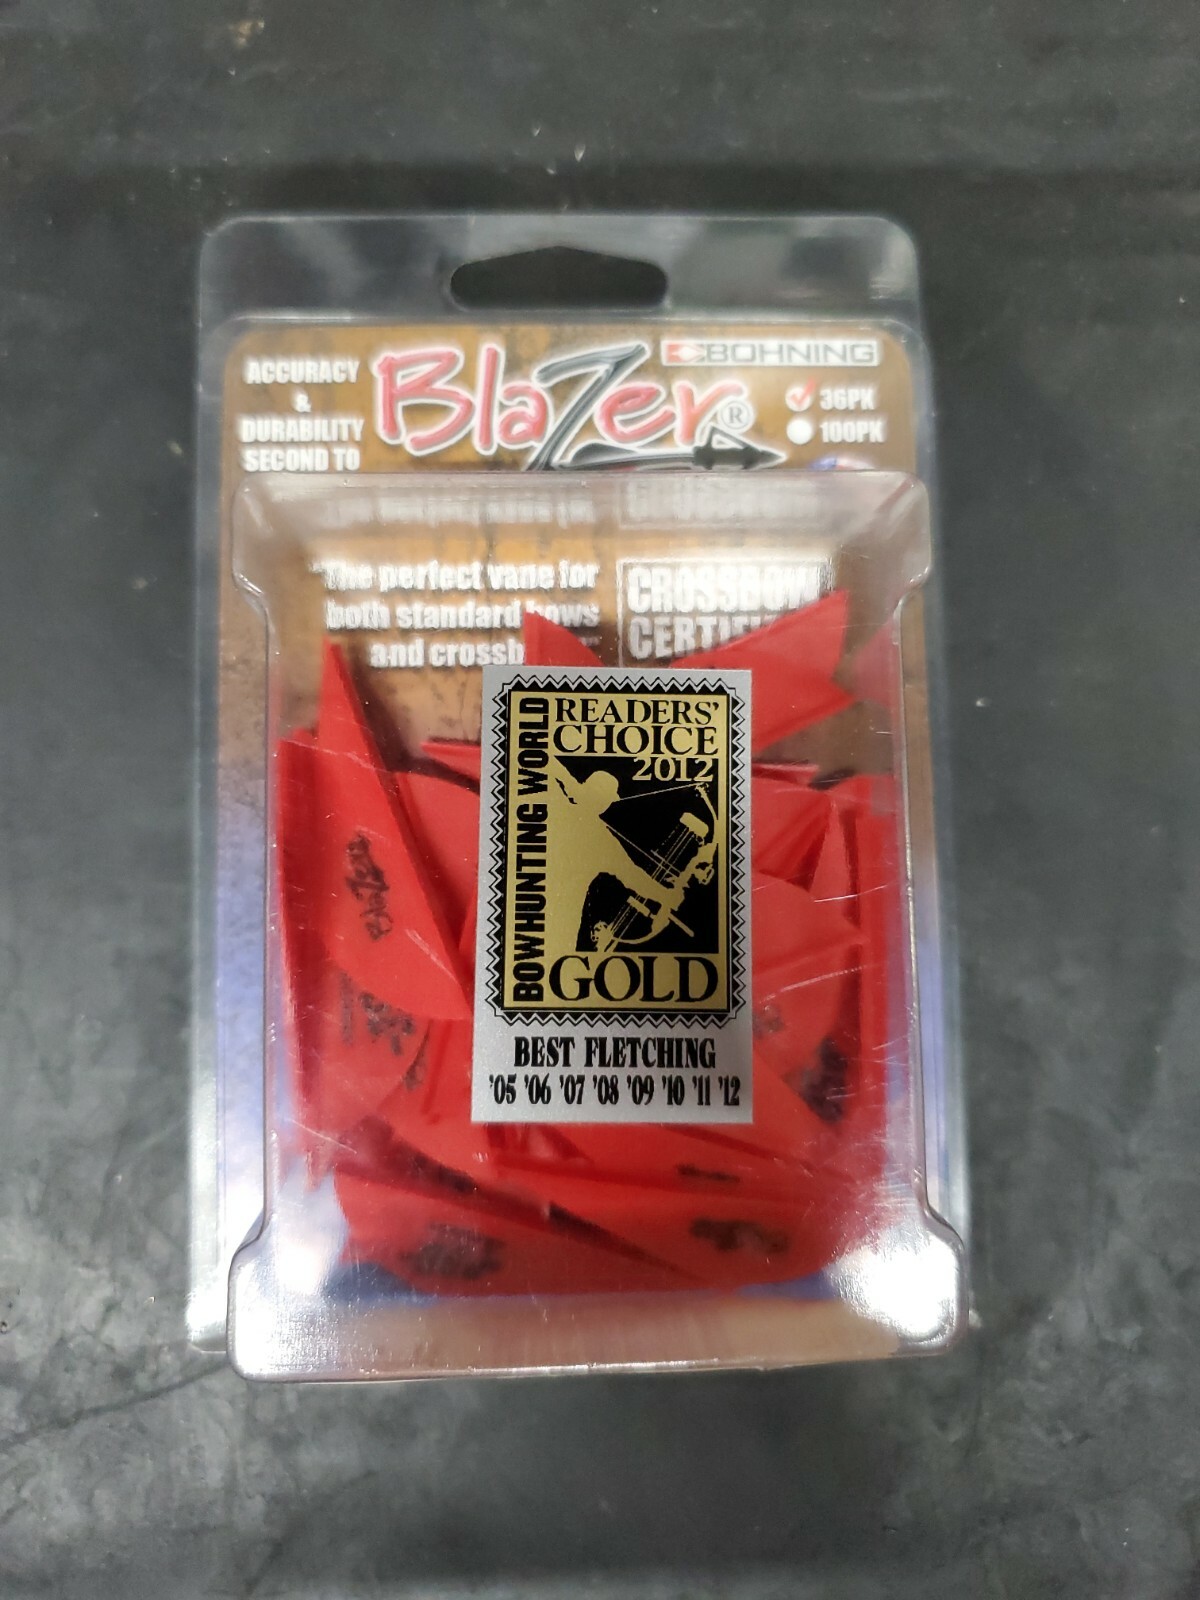 ACCURACY
&
DURABILITY
SECOND TO
BlaZer®
BOHNING
36PK
100PK
"The perfect vane for
both standard bows
and crossb
CROSSBOW
CERTIFI
BOWHUNTING WORLD
READERS'
CHOICE
2012
GOLD
BEST FLETCHING
'05 '06 '07 '08 '09 '10 '11 '12
BlaZer